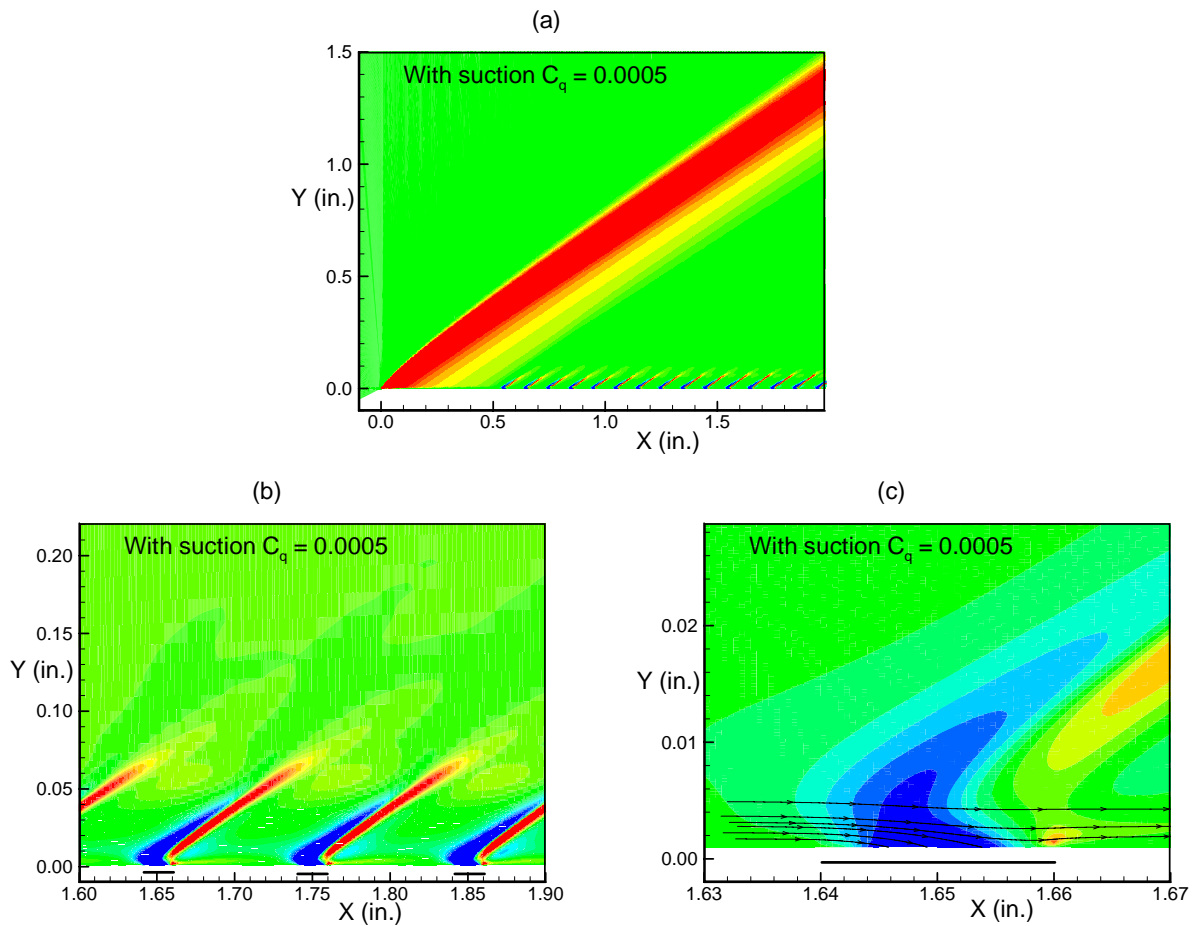 (a)
With suction Cq = 0.0005
1.5
1.0
Y (in.)
0.5
0.0
0.0 0.5 1.0 1.5
X (in.)
(b)
With suction Cq = 0.0005
0.20
0.15
Y (in.)
0.10
0.05
0.00
1.60 1.65 1.70 1.75 1.80 1.85 1.90
X (in.)
(c)
With suction Cq = 0.0005
0.02
Y (in.)
0.01
0.00
1.63 1.64 1.65 1.66 1.67
X (in.)